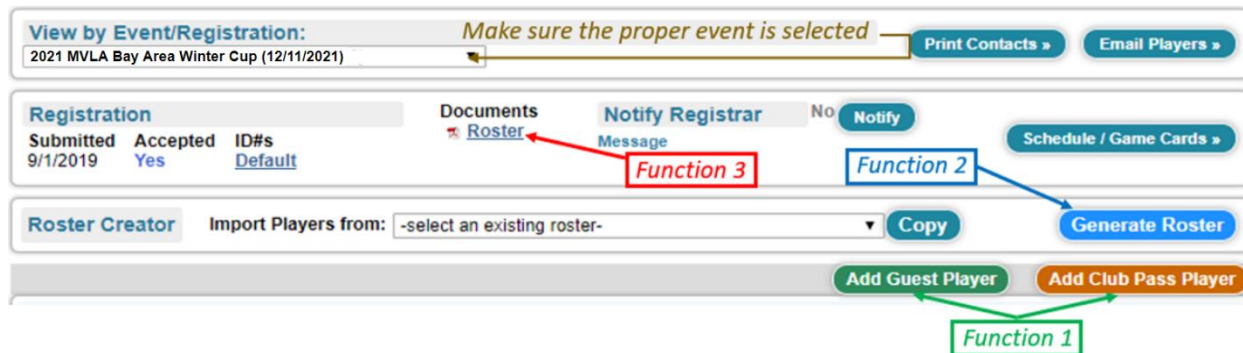 View by Event/Registration: Make sure the proper event is selected
2021 MVLA Bay Area Winter Cup (12/11/2021) Print Contacts » Email Players »
Registration Documents Notify Registrar No Notify
Submitted Accepted ID#s Roster Message Schedule / Game Cards »
9/1/2019 Yes Default
Function 3 Function 2
Roster Creator Import Players from: -select an existing roster- Copy Generate Roster
Add Guest Player Add Club Pass Player
Function 1